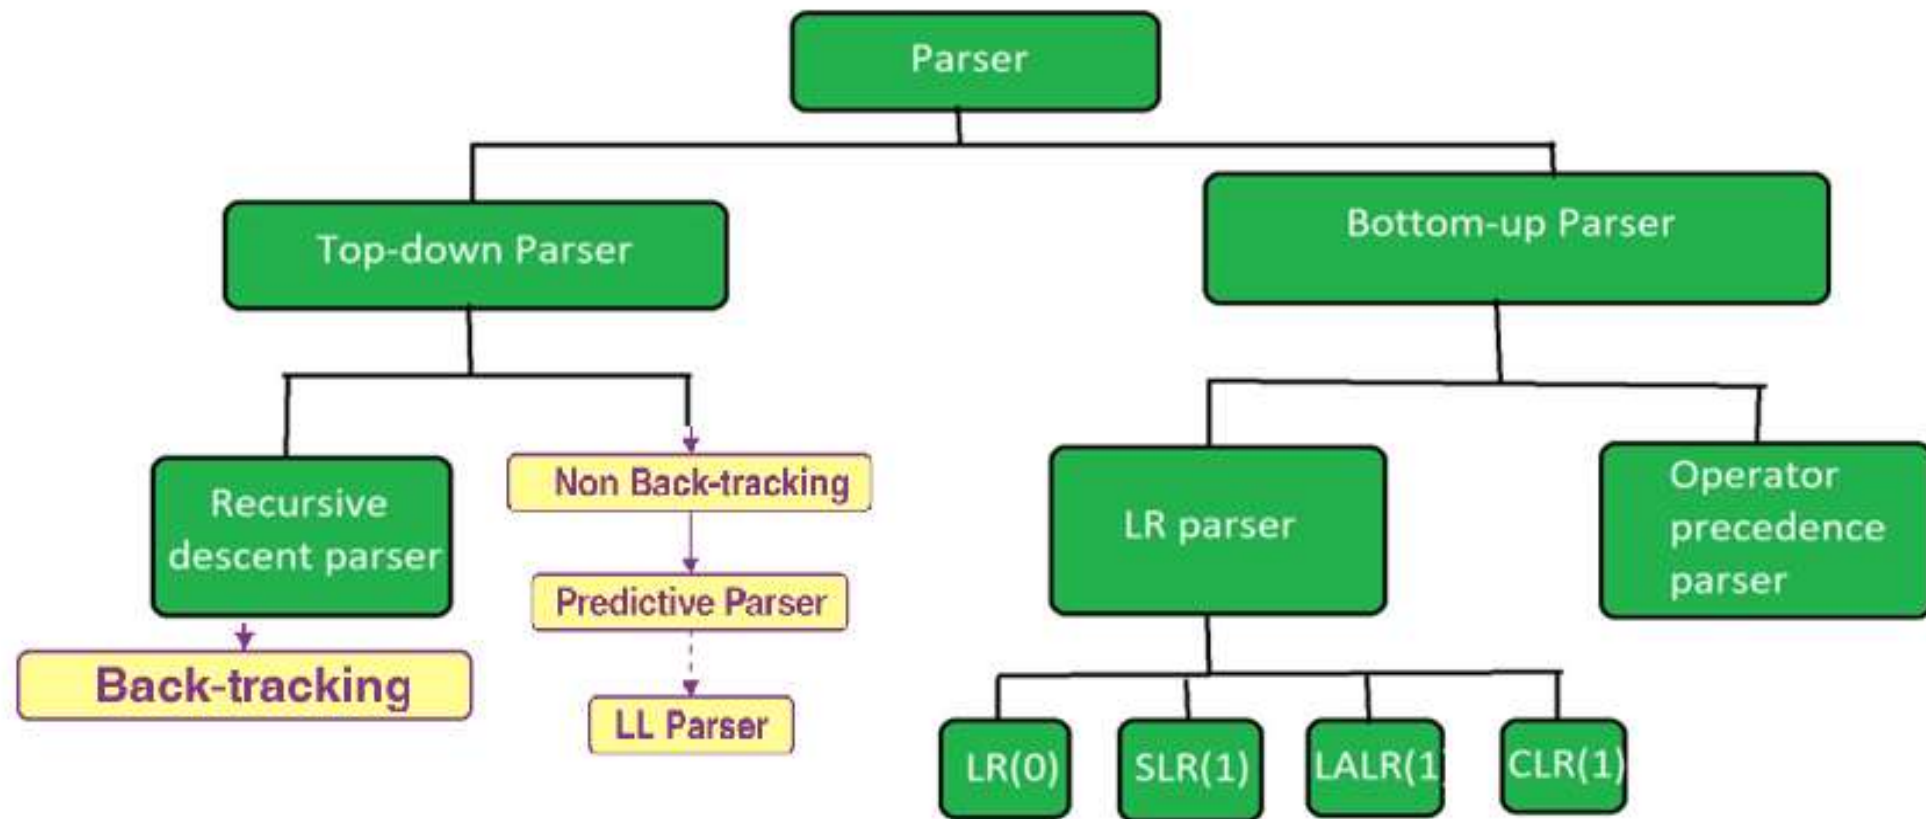 Parser
Top-down Parser
Bottom-up Parser
Recursive
descent parser
Back-tracking
Non Back-tracking
Predictive Parser
LL Parser
LR parser
Operator
precedence
parser
LR(0)
SLR(1)
LALR(1)
CLR(1)